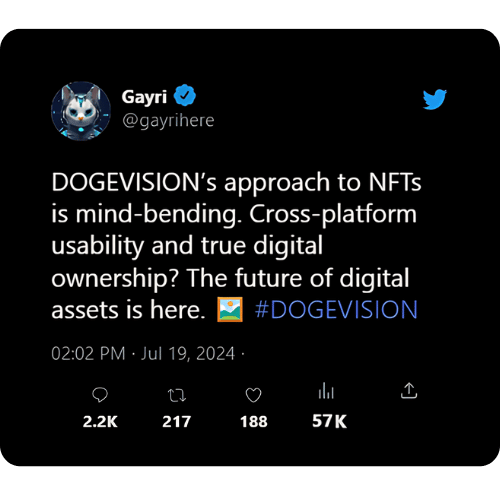 Gayri
@gayrihere
DOGEVISION’s approach to NFTs
is mind-bending. Cross-platform
usability and true digital
ownership? The future of digital
assets is here. 🖼️ #DOGEVISION
02:02 PM · Jul 19, 2024 ·
2.2K 217 188 57K